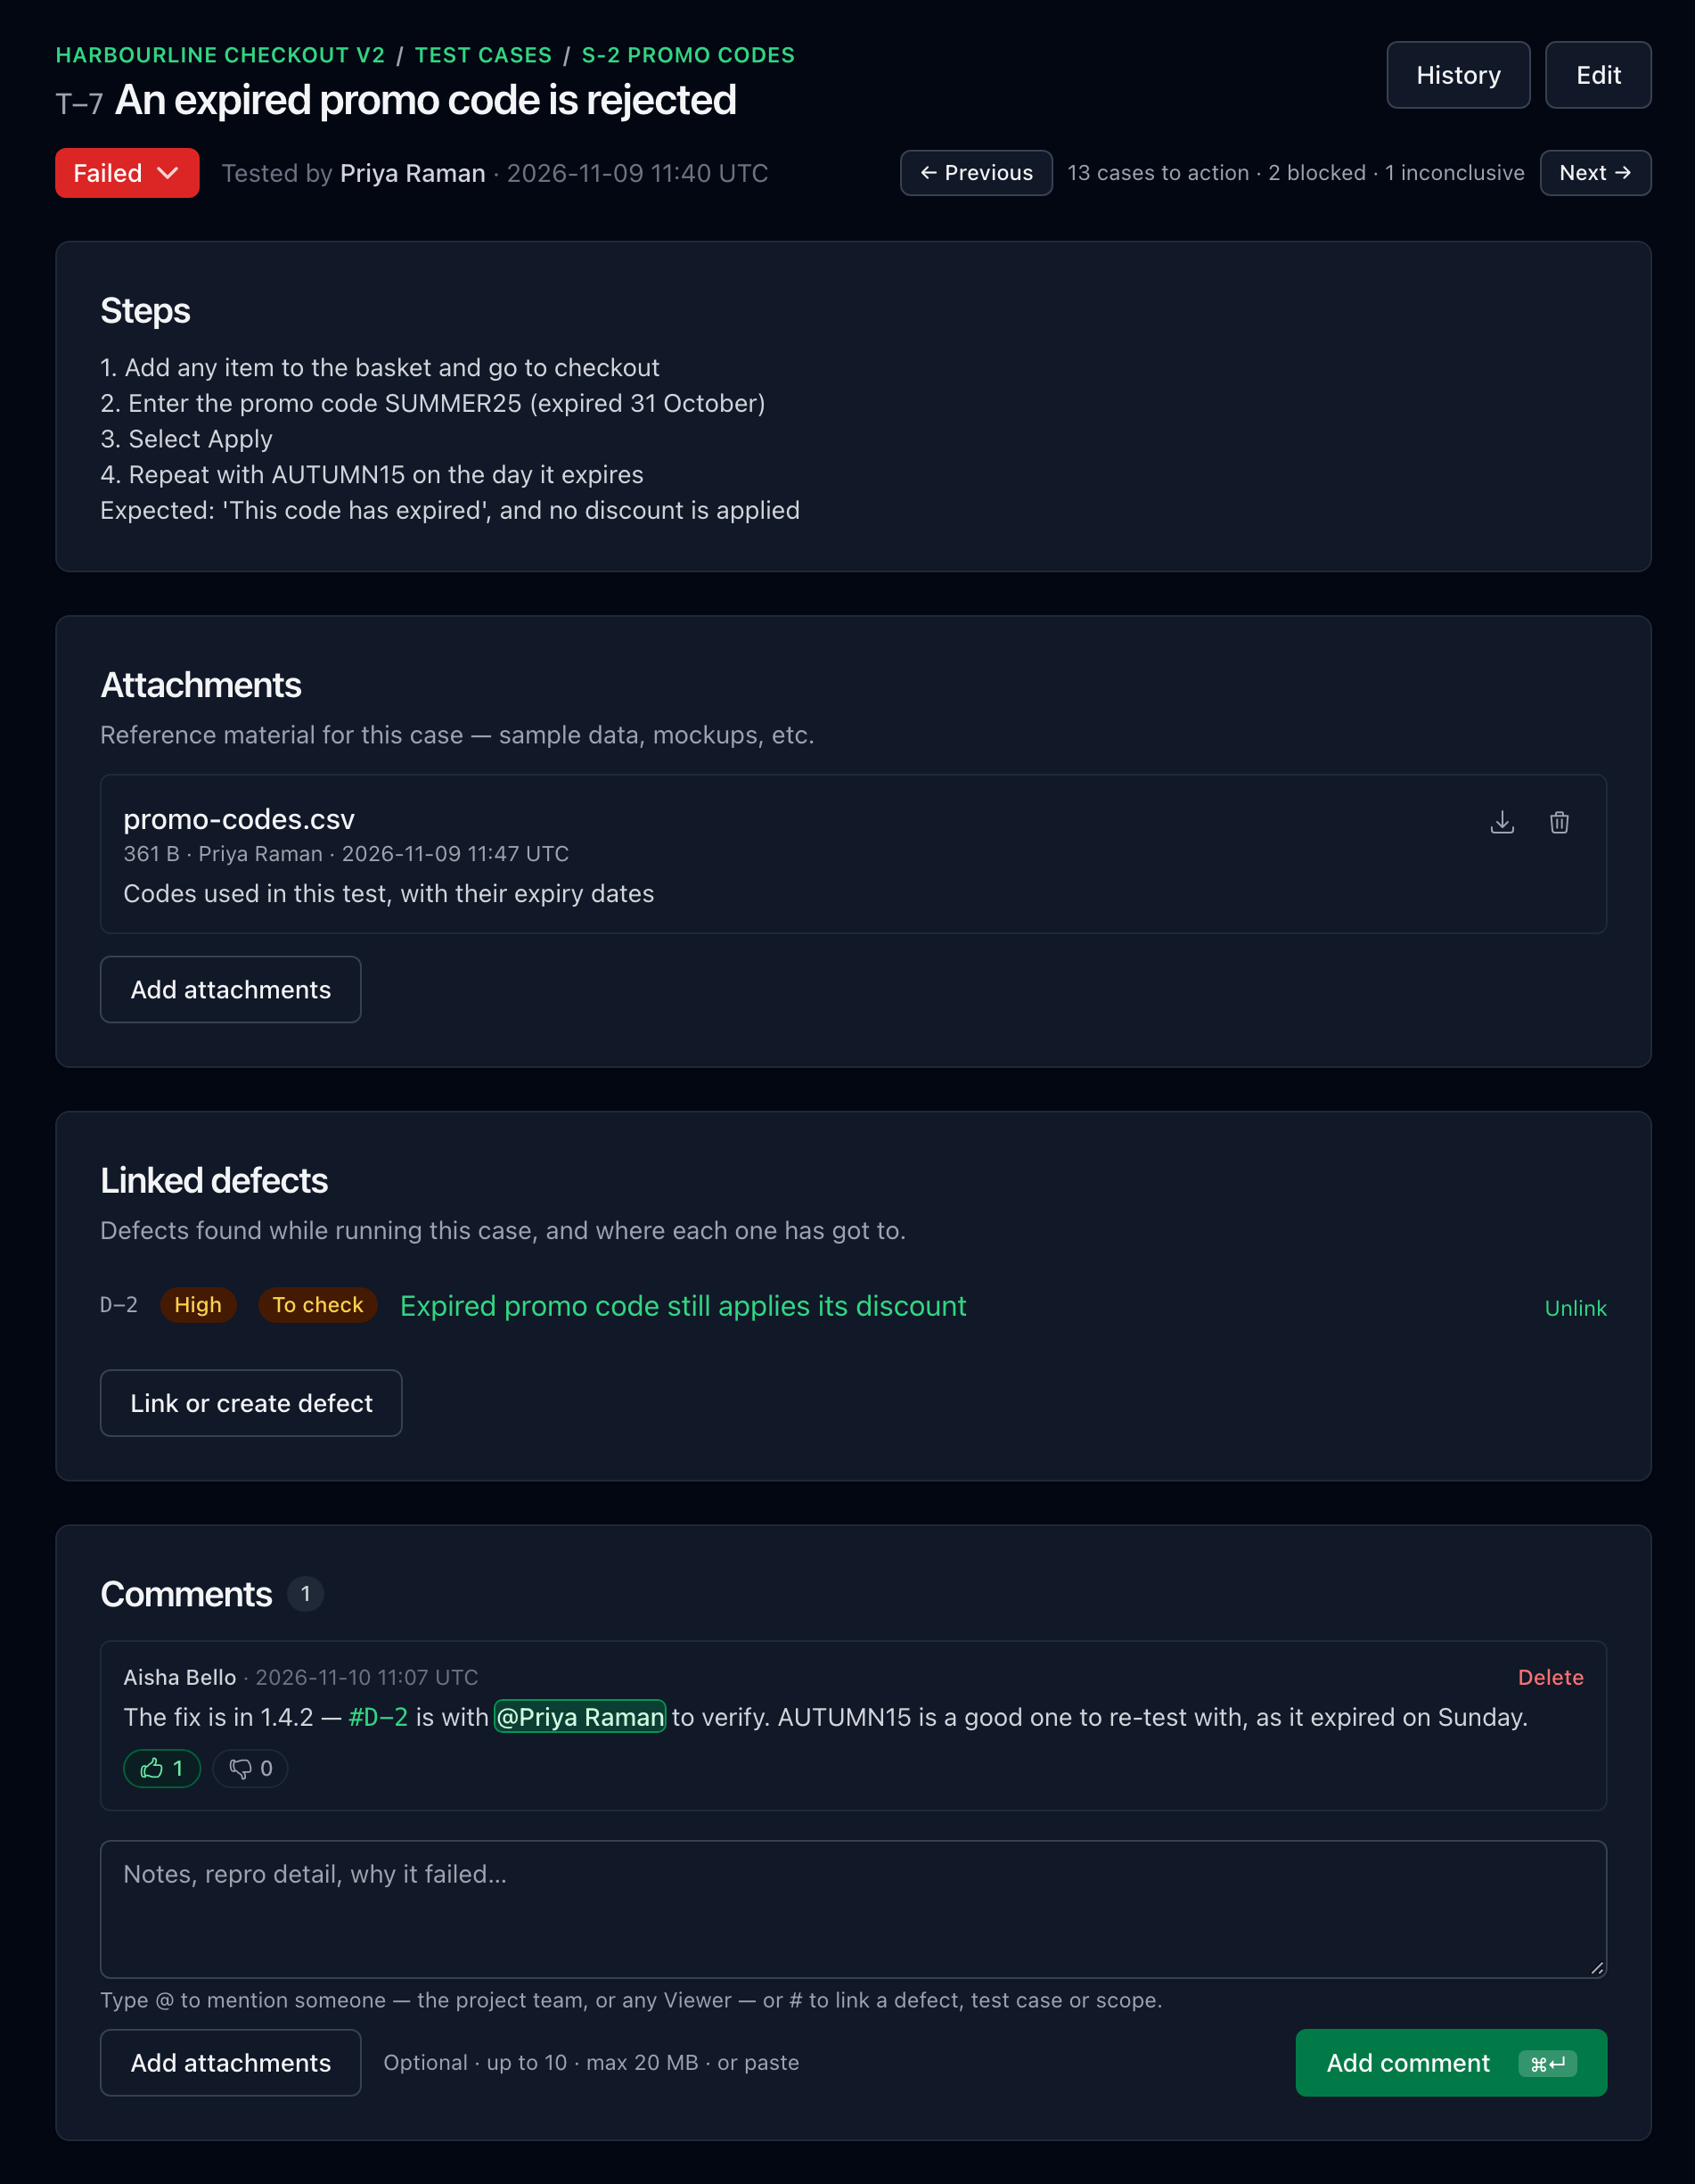 HARBOURLINE CHECKOUT V2 / TEST CASES / S-2 PROMO CODES
T–7 An expired promo code is rejected
History
Edit
Failed
Tested by Priya Raman · 2026-11-09 11:40 UTC
← Previous
13 cases to action · 2 blocked · 1 inconclusive
Next →
Steps
1. Add any item to the basket and go to checkout
2. Enter the promo code SUMMER25 (expired 31 October)
3. Select Apply
4. Repeat with AUTUMN15 on the day it expires
Expected: 'This code has expired', and no discount is applied
Attachments
Reference material for this case — sample data, mockups, etc.
promo-codes.csv
361 B · Priya Raman · 2026-11-09 11:47 UTC
Codes used in this test, with their expiry dates
Add attachments
Linked defects
Defects found while running this case, and where each one has got to.
D–2 High To check Expired promo code still applies its discount
Unlink
Link or create defect
Comments 1
Aisha Bello · 2026-11-10 11:07 UTC
Delete
The fix is in 1.4.2 — #D–2 is with @Priya Raman to verify. AUTUMN15 is a good one to re-test with, as it expired on Sunday.
1
0
Notes, repro detail, why it failed...
Type @ to mention someone — the project team, or any Viewer — or # to link a defect, test case or scope.
Add attachments
Optional · up to 10 · max 20 MB · or paste
Add comment ⌘↵